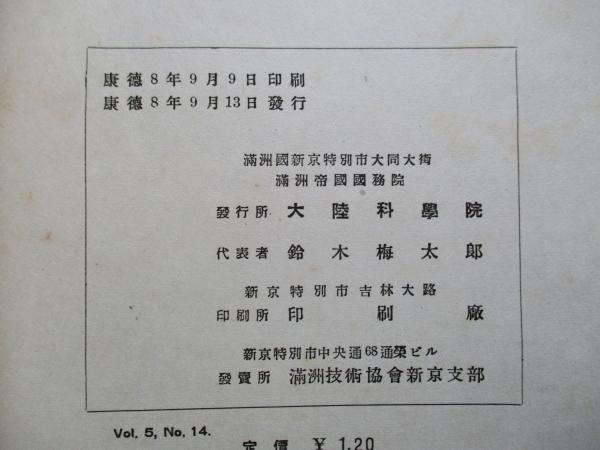 康德8年9月9日印刷
康德8年9月13日發行
滿洲國新京特別市大同大街
滿洲帝國國務院
發行所 大陸科學院
代表者 鈴木梅太郎
新京特別市吉林大路
印刷所 印刷廠
新京特別市中央通68通榮ビル
發賣所 滿洲技術協會新京支部
Vol. 5, No. 14.
定價 ¥ 1.20